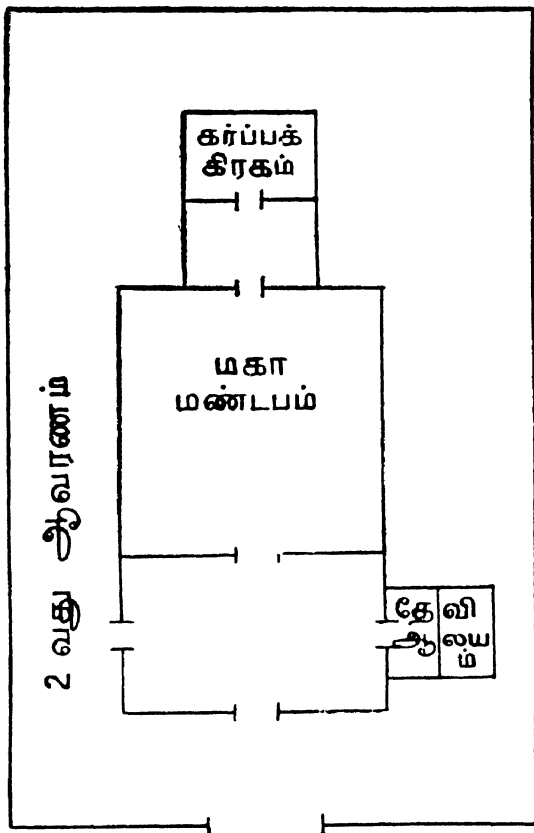 கர்ப்பக்
கிரகம்
மகா
மண்டபம்
2 வது ஆவரணம்
தேவி
ஆலயம்